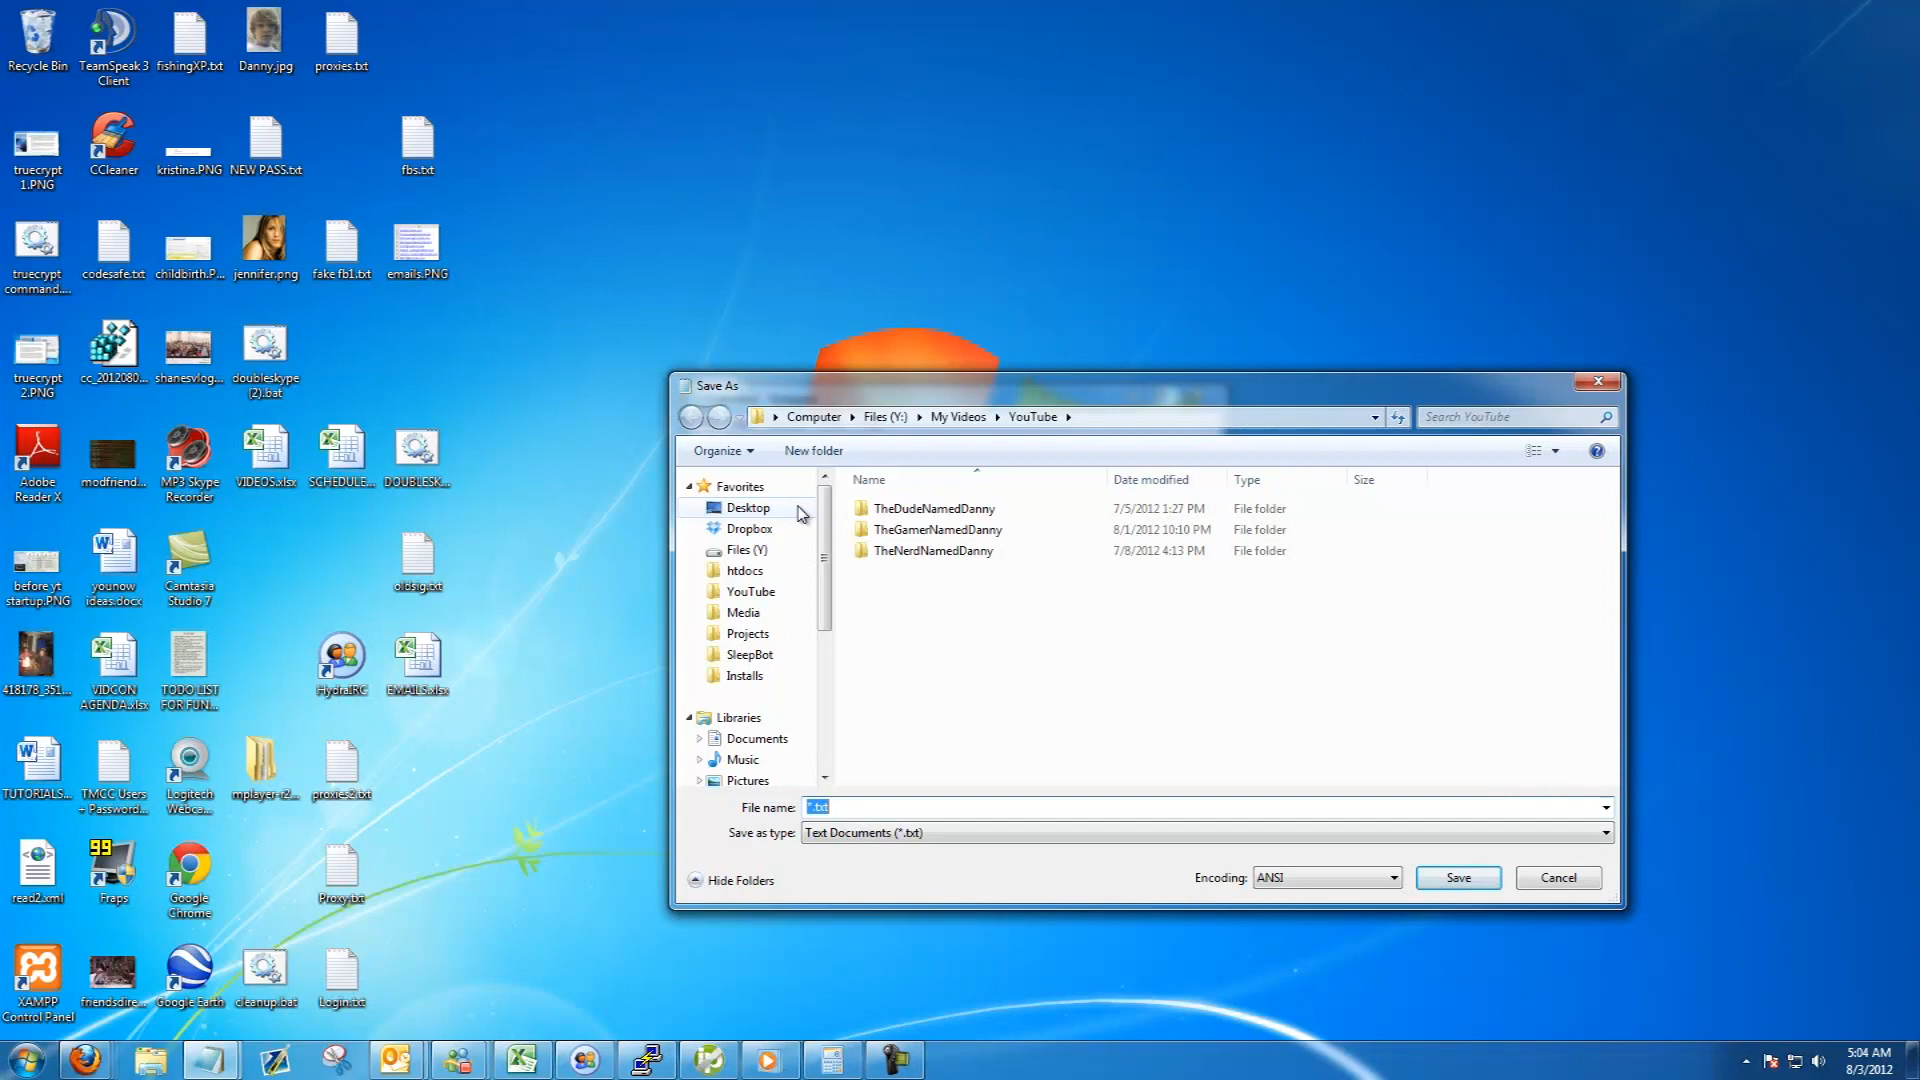 Recycle Bin
TeamSpeak 3
Client
fishingXP.txt
Danny.jpg
proxies.txt
truecrypt
1.PNG
CCleaner
kristina.PNG
NEW PASS.txt
fbs.txt
truecrypt
command....
codesafe.txt
childbirth.P...
jennifer.png
fake fb1.txt
emails.PNG
truecrypt
2.PNG
cc_2012080...
shanesvlog...
doubleskype
(2).bat
Adobe
Reader X
modfriend...
MP3 Skype
Recorder
VIDEOS.xlsx
SCHEDULE...
DOUBLESK...
before yt
startup.PNG
younow
ideas.docx
Camtasia
Studio 7
oldsig.txt
418178_351...
VIDCON
AGENDA.xlsx
TODO LIST
FOR FUN...
HydraIRC
EMAILS.xlsx
TUTORIALS...
TMCC Users
+ Password...
Logitech
Webca...
mplayer-r2...
proxies2.txt
99
read2.xml
Fraps
Google
Chrome
Proxy.txt
XAMPP
Control Panel
friendsdire...
Google Earth
cleanup.bat
Login.txt
Save As
Computer
Files (Y:)
My Videos
YouTube
Search YouTube
Organize
New folder
Favorites
Desktop
Dropbox
Files (Y)
htdocs
YouTube
Media
Projects
SleepBot
Installs
Libraries
Documents
Music
Pictures
Name
Date modified
Type
Size
TheDudeNamedDanny
7/5/2012 1:27 PM
File folder
TheGamerNamedDanny
8/1/2012 10:10 PM
File folder
TheNerdNamedDanny
7/8/2012 4:13 PM
File folder
File name:
*.txt
Save as type:
Text Documents (*.txt)
Hide Folders
Encoding:
ANSI
Save
Cancel
5:04 AM
8/3/2012